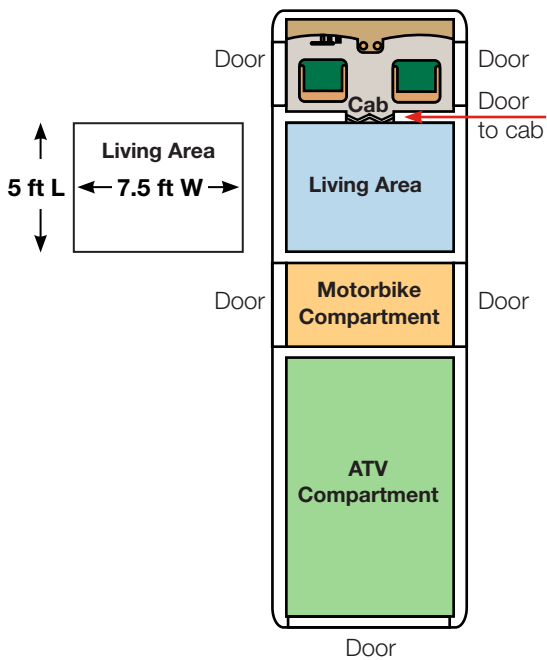 Door
Door
Cab
Door
to cab
Living Area
5 ft L
7.5 ft W
Living Area
Door
Motorbike
Compartment
Door
ATV
Compartment
Door